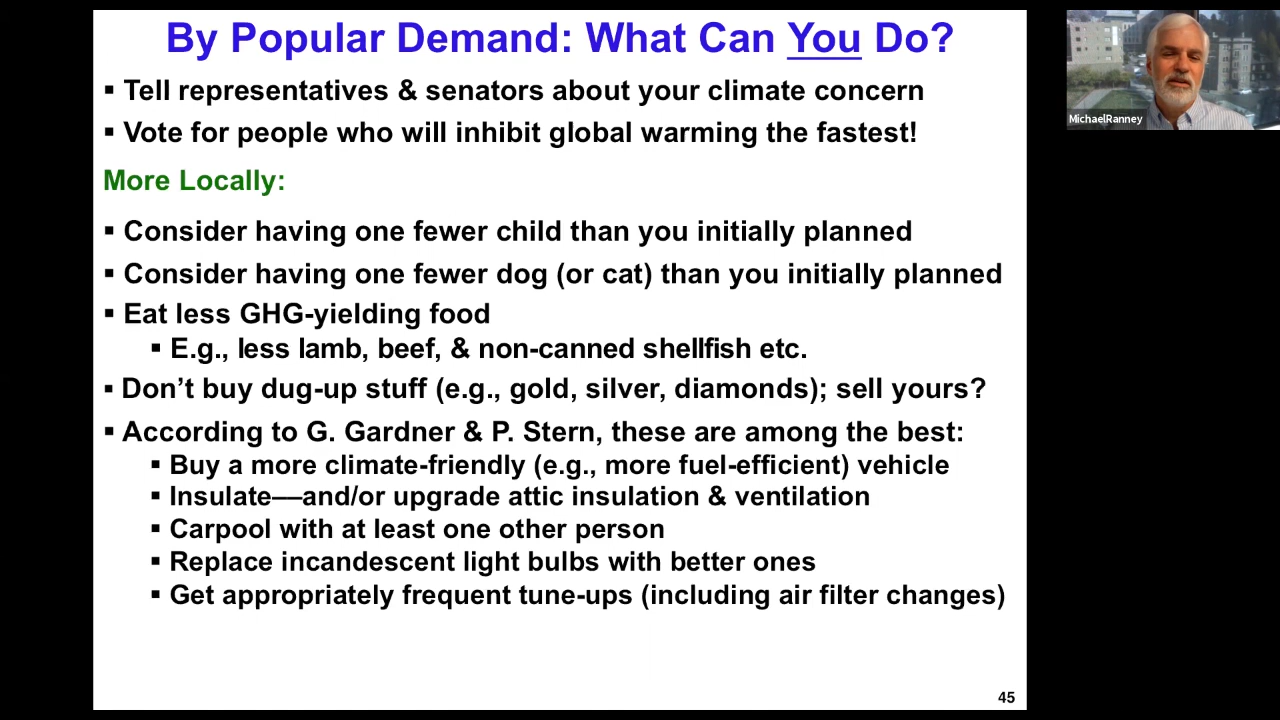 By Popular Demand: What Can You Do?
▪ Tell representatives & senators about your climate concern
▪ Vote for people who will inhibit global warming the fastest!
More Locally:
▪ Consider having one fewer child than you initially planned
▪ Consider having one fewer dog (or cat) than you initially planned
▪ Eat less GHG-yielding food
▪ E.g., less lamb, beef, & non-canned shellfish etc.
▪ Don’t buy dug-up stuff (e.g., gold, silver, diamonds); sell yours?
▪ According to G. Gardner & P. Stern, these are among the best:
▪ Buy a more climate-friendly (e.g., more fuel-efficient) vehicle
▪ Insulate––and/or upgrade attic insulation & ventilation
▪ Carpool with at least one other person
▪ Replace incandescent light bulbs with better ones
▪ Get appropriately frequent tune-ups (including air filter changes)
45
MichaelRanney